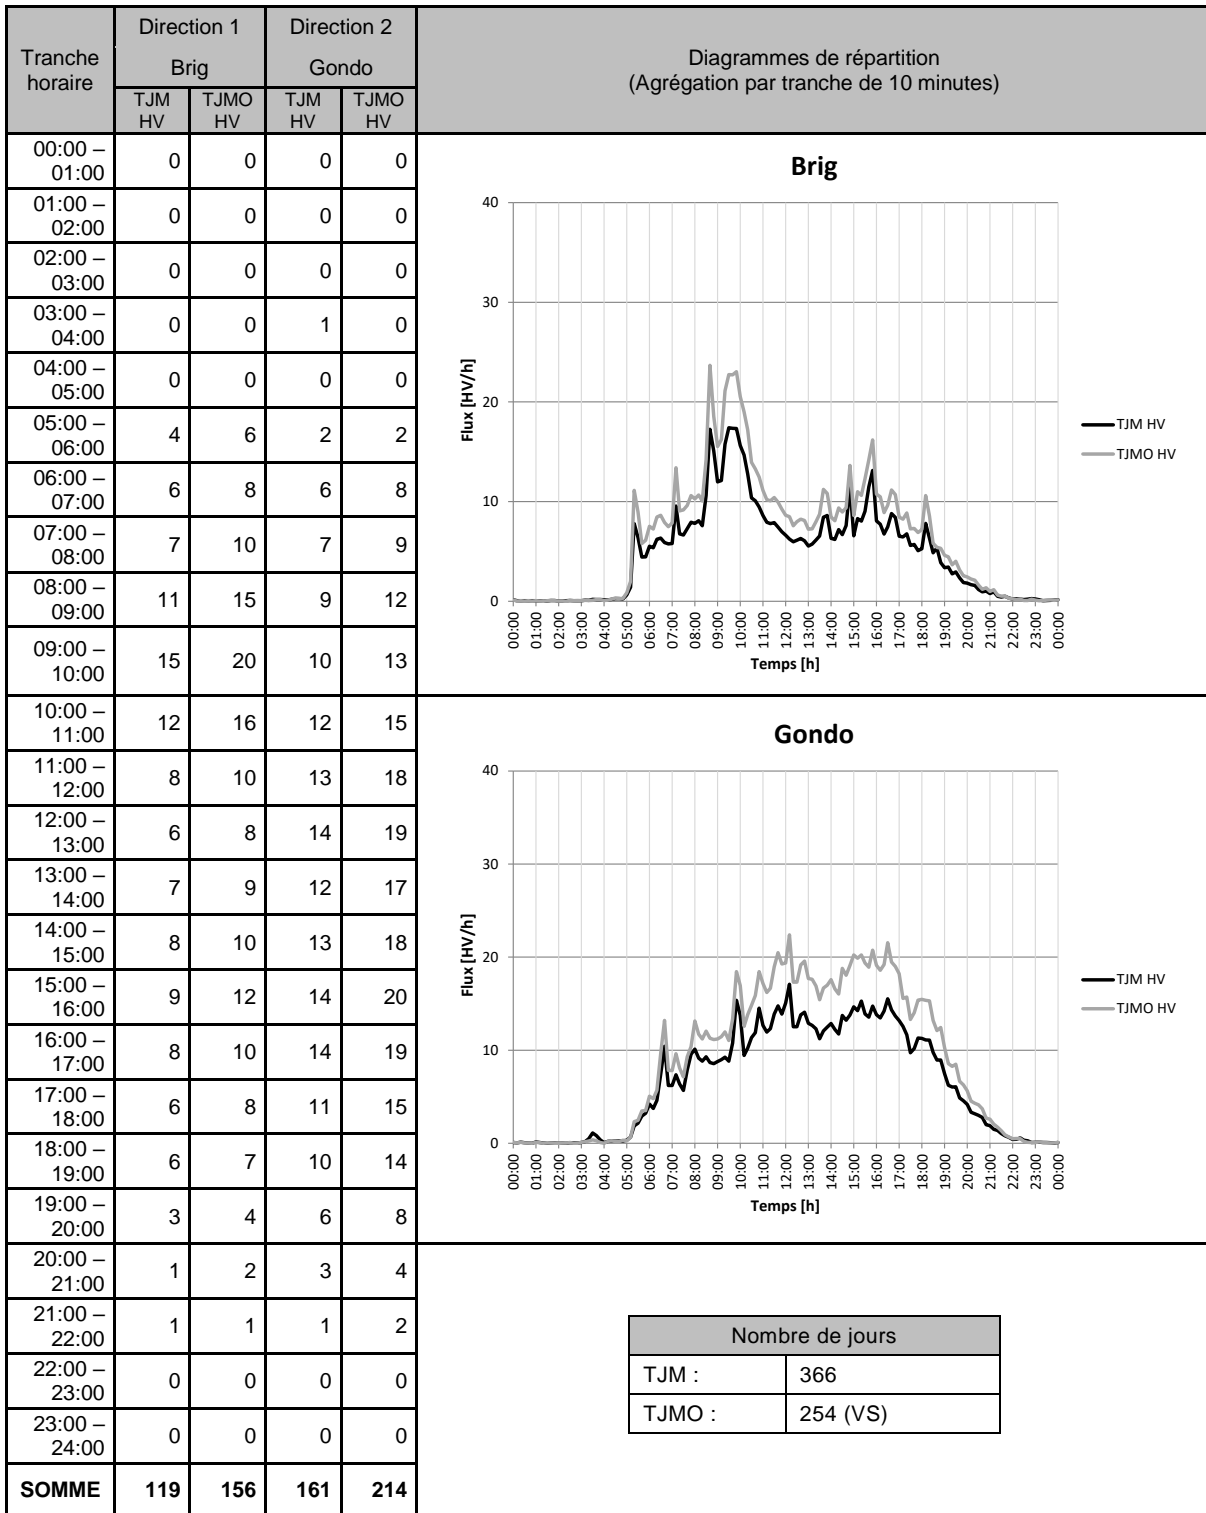 Tranche horaire
Direction 1
Direction 2
Brig
Gondo
TJM HV
TJMO HV
TJM HV
TJMO HV
Diagrammes de répartition
(Agrégation par tranche de 10 minutes)
00:00 – 01:00 0 0 0 0
01:00 – 02:00 0 0 0 0
02:00 – 03:00 0 0 0 0
03:00 – 04:00 0 0 1 0
04:00 – 05:00 0 0 0 0
05:00 – 06:00 4 6 2 2
06:00 – 07:00 6 8 6 8
07:00 – 08:00 7 10 7 9
08:00 – 09:00 11 15 9 12
09:00 – 10:00 15 20 10 13
10:00 – 11:00 12 16 12 15
11:00 – 12:00 8 10 13 18
12:00 – 13:00 6 8 14 19
13:00 – 14:00 7 9 12 17
14:00 – 15:00 8 10 13 18
15:00 – 16:00 9 12 14 20
16:00 – 17:00 8 10 14 19
17:00 – 18:00 6 8 11 15
18:00 – 19:00 6 7 10 14
19:00 – 20:00 3 4 6 8
20:00 – 21:00 1 2 3 4
21:00 – 22:00 1 1 1 2
22:00 – 23:00 0 0 0 0
23:00 – 24:00 0 0 0 0
SOMME 119 156 161 214
Brig
40
30
20
10
0
Flux [HV/h]
00:00 01:00 02:00 03:00 04:00 05:00 06:00 07:00 08:00 09:00 10:00 11:00 12:00 13:00 14:00 15:00 16:00 17:00 18:00 19:00 20:00 21:00 22:00 23:00 00:00
Temps [h]
TJM HV
TJMO HV
Gondo
40
30
20
10
0
Flux [HV/h]
00:00 01:00 02:00 03:00 04:00 05:00 06:00 07:00 08:00 09:00 10:00 11:00 12:00 13:00 14:00 15:00 16:00 17:00 18:00 19:00 20:00 21:00 22:00 23:00 00:00
Temps [h]
TJM HV
TJMO HV
Nombre de jours
TJM : 366
TJMO : 254 (VS)